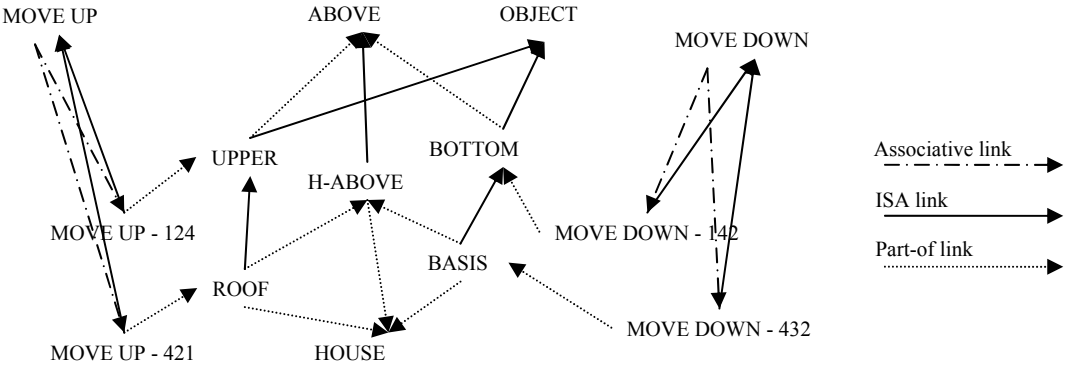 MOVE UP
ABOVE
OBJECT
MOVE DOWN
UPPER
BOTTOM
H-ABOVE
MOVE UP - 124
MOVE DOWN - 142
BASIS
ROOF
MOVE DOWN - 432
MOVE UP - 421
HOUSE
Associative link
ISA link
Part-of link